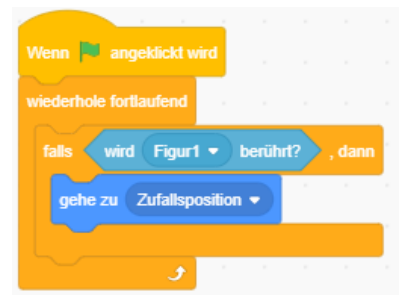 Wenn angeklickt wird
wiederhole fortlaufend
falls wird Figur1 berührt? , dann
gehe zu Zufallsposition